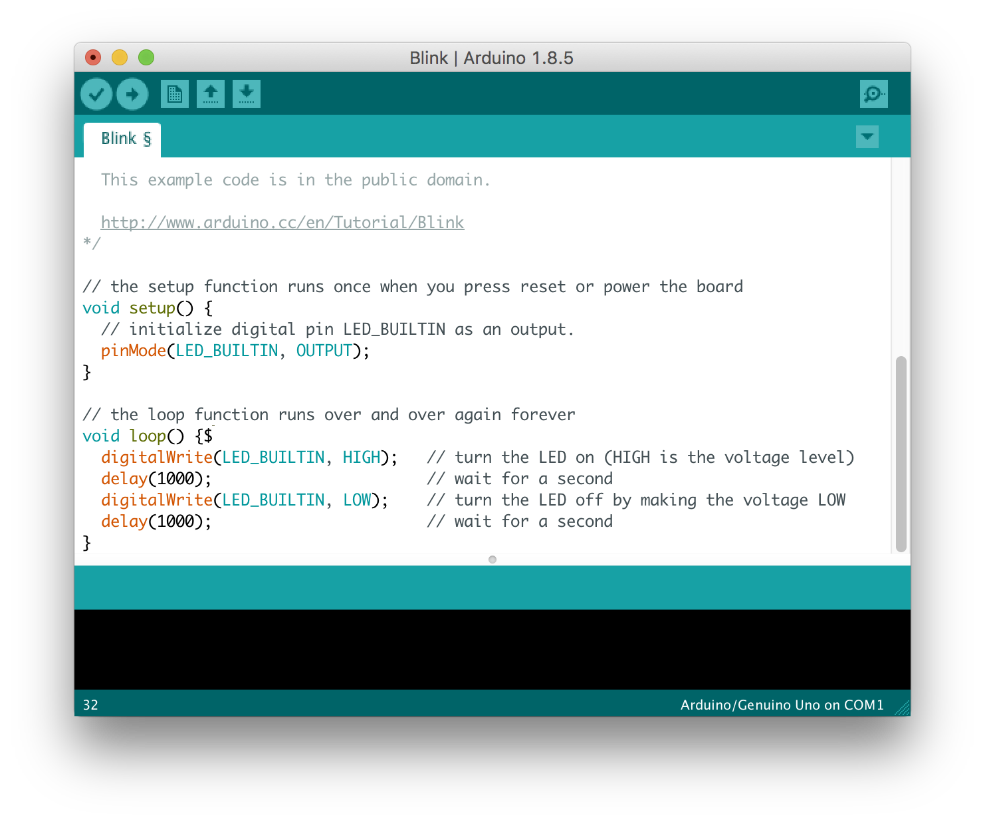 Blink | Arduino 1.8.5
Blink §
This example code is in the public domain.
http://www.arduino.cc/en/Tutorial/Blink
*/
// the setup function runs once when you press reset or power the board
void setup() {
// initialize digital pin LED_BUILTIN as an output.
pinMode(LED_BUILTIN, OUTPUT);
}
// the loop function runs over and over again forever
void loop() {$
digitalWrite(LED_BUILTIN, HIGH);   // turn the LED on (HIGH is the voltage level)
delay(1000);                       // wait for a second
digitalWrite(LED_BUILTIN, LOW);    // turn the LED off by making the voltage LOW
delay(1000);                       // wait for a second
}
32 Arduino/Genuino Uno on COM1